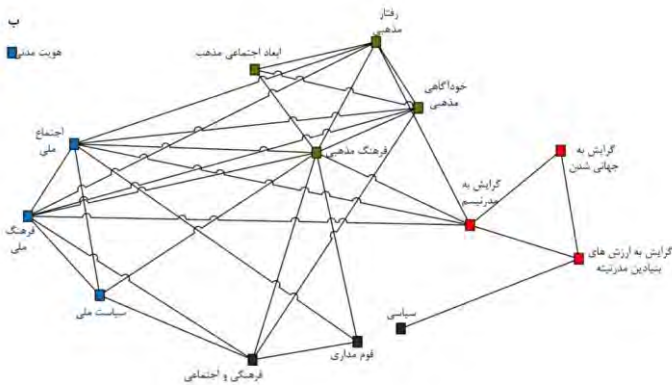 ب
رفتار
مذهبی
ابعاد اجتماعی مذهب
هویت مدنی
خودآگاهی
مذهبی
اجتماع
ملی
فرهنگ مذهبی
گرایش به
جهانی شدن
گرایش به
مدرنیسم
فرهنگ
ملی
گرایش به ارزش های
بنیادین مدرنیته
سیاست ملی
سیاسی
قوم مداری
فرهنگی و اجتماعی